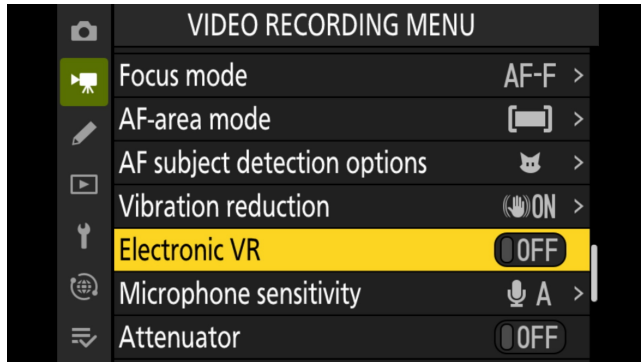 VIDEO RECORDING MENU
Focus mode AF-F >
AF-area mode >
AF subject detection options >
Vibration reduction ON >
Electronic VR OFF
Microphone sensitivity A >
Attenuator OFF